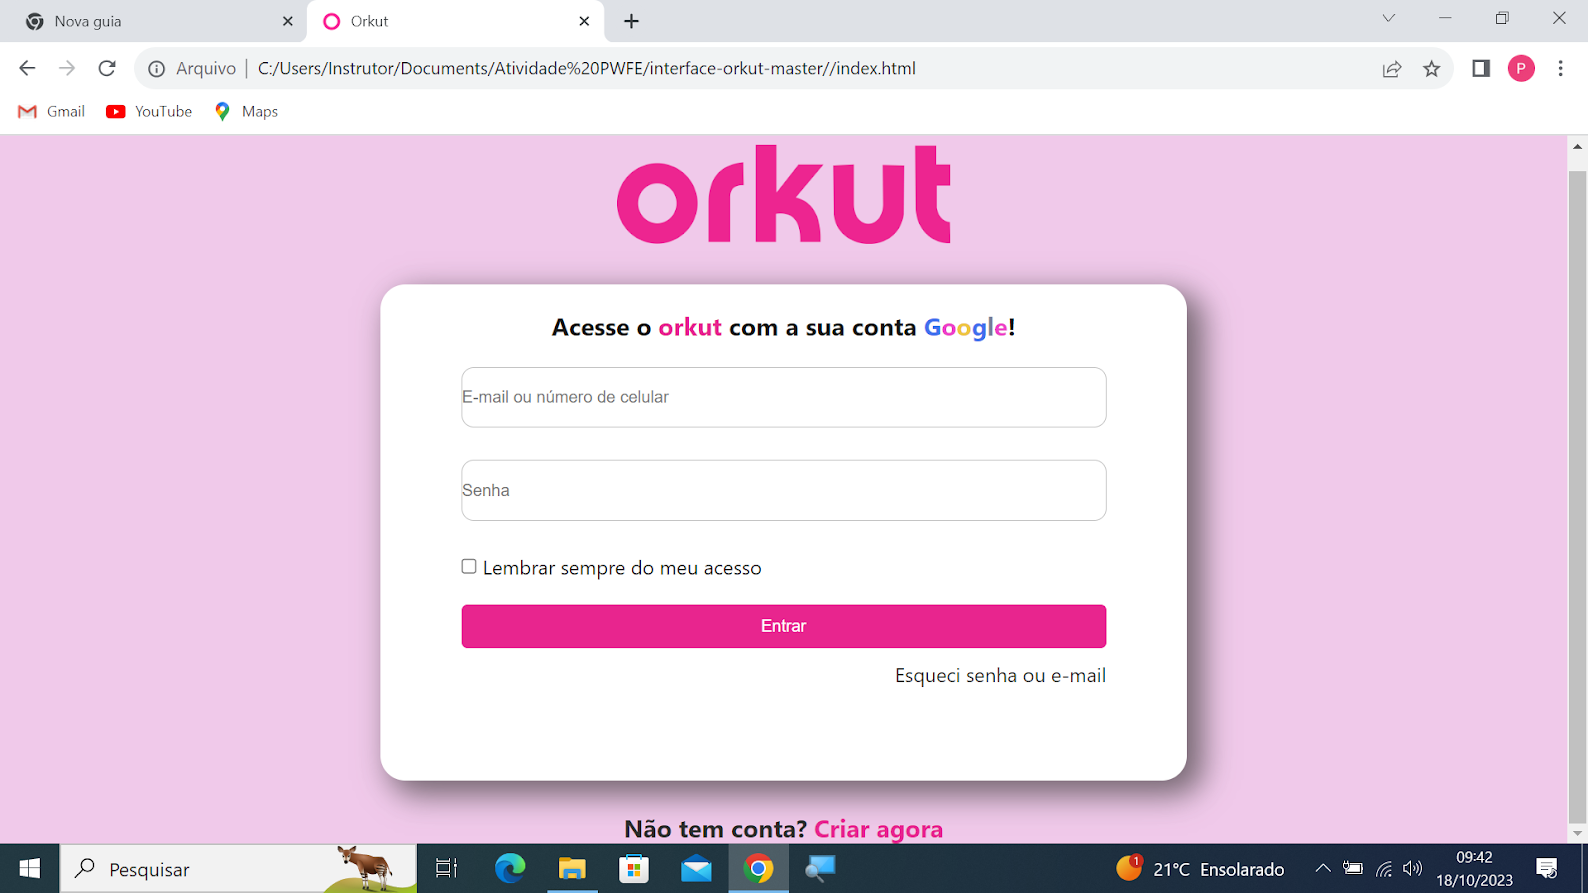 Nova guia
Orkut
Arquivo | C:/Users/Instrutor/Documents/Atividade%20PWFE/interface-orkut-master//index.html
P
Gmail YouTube Maps
orkut
Acesse o orkut com a sua conta Google!
E-mail ou número de celular
Senha
Lembrar sempre do meu acesso
Entrar
Esqueci senha ou e-mail
Não tem conta? Criar agora
Pesquisar
1
21°C Ensolarado
09:42
18/10/2023